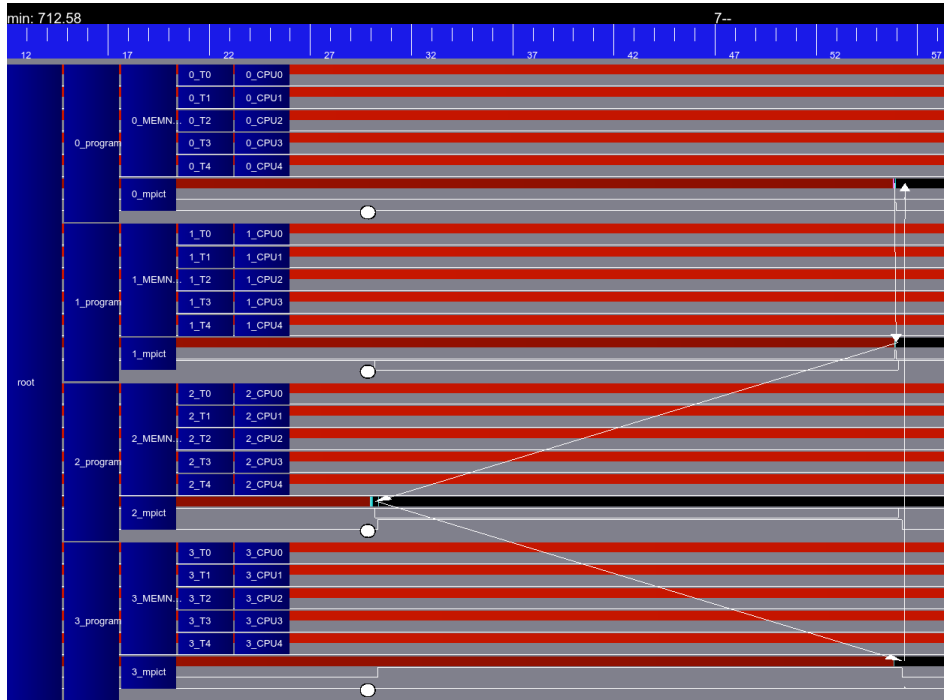 min: 712.58 7--
12 17 22 27 32 37 42 47 52 57
0_T0 0_CPU0
0_T1 0_CPU1
0_MEMN... 0_T2 0_CPU2
0_program 0_T3 0_CPU3
0_T4 0_CPU4
0_mpict
1_T0 1_CPU0
1_T1 1_CPU1
1_MEMN... 1_T2 1_CPU2
1_program 1_T3 1_CPU3
1_T4 1_CPU4
1_mpict
root
2_T0 2_CPU0
2_T1 2_CPU1
2_MEMN... 2_T2 2_CPU2
2_program 2_T3 2_CPU3
2_T4 2_CPU4
2_mpict
3_T0 3_CPU0
3_T1 3_CPU1
3_MEMN... 3_T2 3_CPU2
3_program 3_T3 3_CPU3
3_T4 3_CPU4
3_mpict